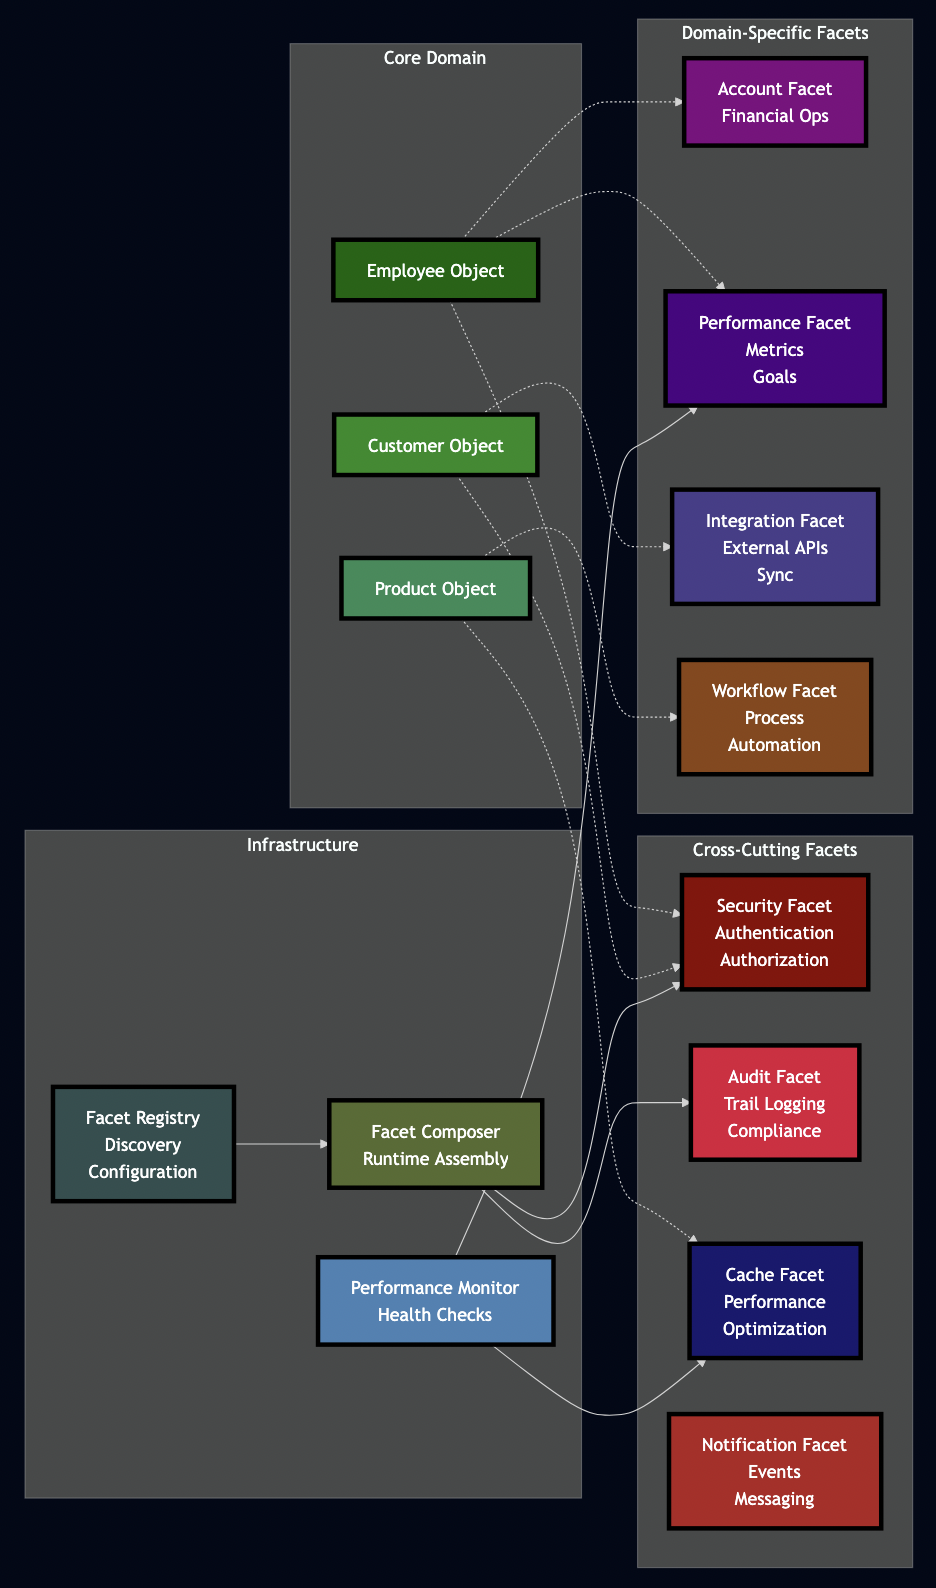 Core Domain
Employee Object
Customer Object
Product Object
Domain-Specific Facets
Account Facet
Financial Ops
Performance Facet
Metrics
Goals
Integration Facet
External APIs
Sync
Workflow Facet
Process
Automation
Infrastructure
Facet Registry
Discovery
Configuration
Facet Composer
Runtime Assembly
Performance Monitor
Health Checks
Cross-Cutting Facets
Security Facet
Authentication
Authorization
Audit Facet
Trail Logging
Compliance
Cache Facet
Performance
Optimization
Notification Facet
Events
Messaging